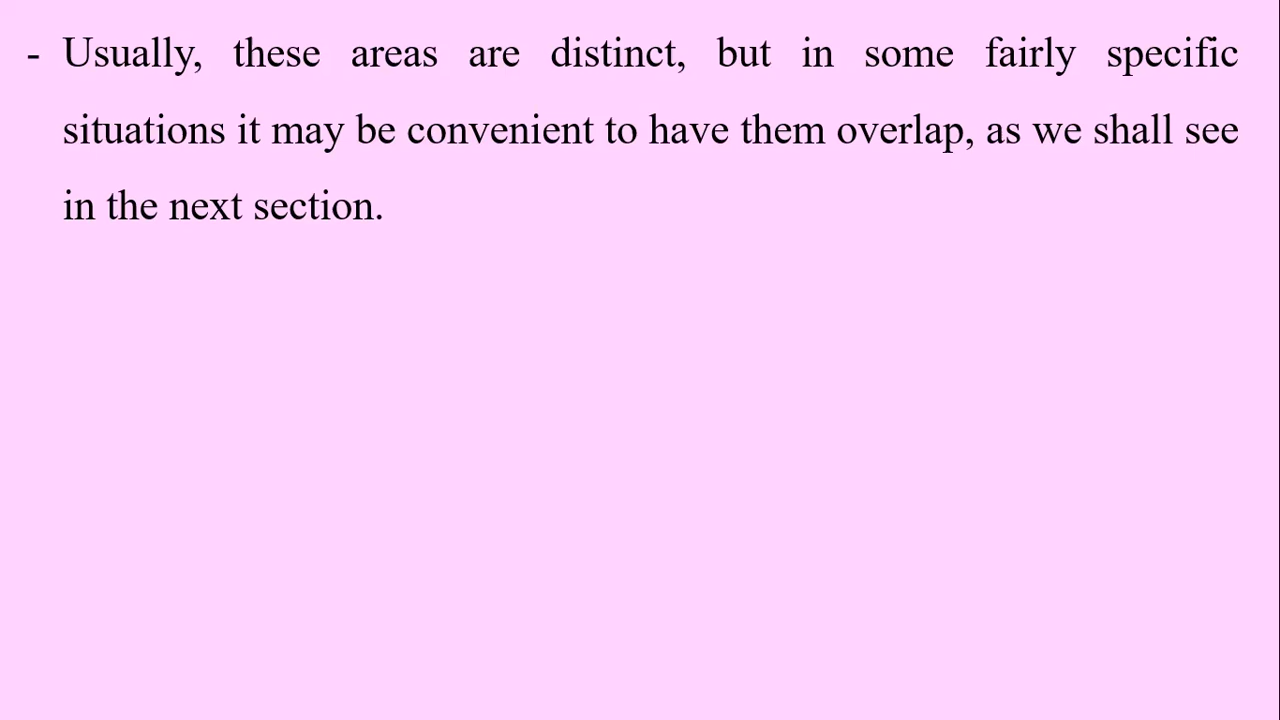 - Usually, these areas are distinct, but in some fairly specific
situations it may be convenient to have them overlap, as we shall see
in the next section.